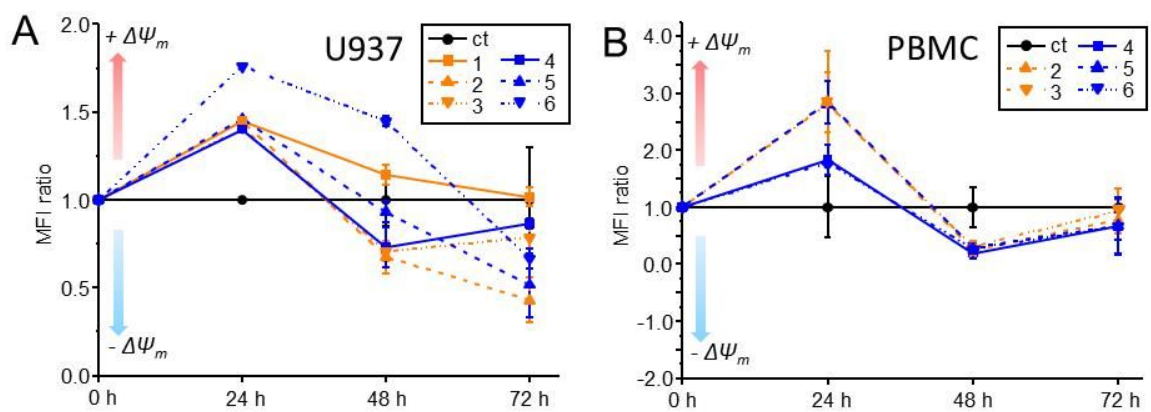 A
U937
+ ΔΨm
- ΔΨm
MFI ratio
2.0
1.5
1.0
0.5
0.0
0 h 24 h 48 h 72 h
ct
1 4
2 5
3 6
B
PBMC
+ ΔΨm
- ΔΨm
MFI ratio
4.0
3.0
2.0
1.0
0.0
-1.0
-2.0
0 h 24 h 48 h 72 h
ct 4
2 5
3 6